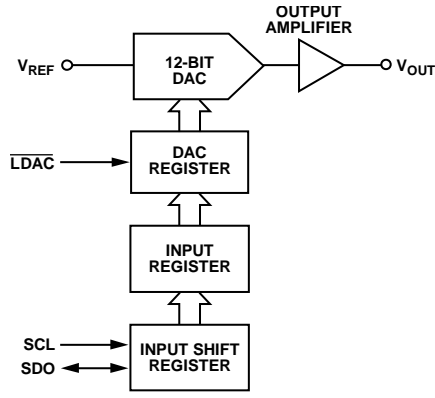 OUTPUT
AMPLIFIER
VREF
12-BIT
DAC
VOUT
LDAC
DAC
REGISTER
INPUT
REGISTER
SCL
SDO
INPUT SHIFT
REGISTER